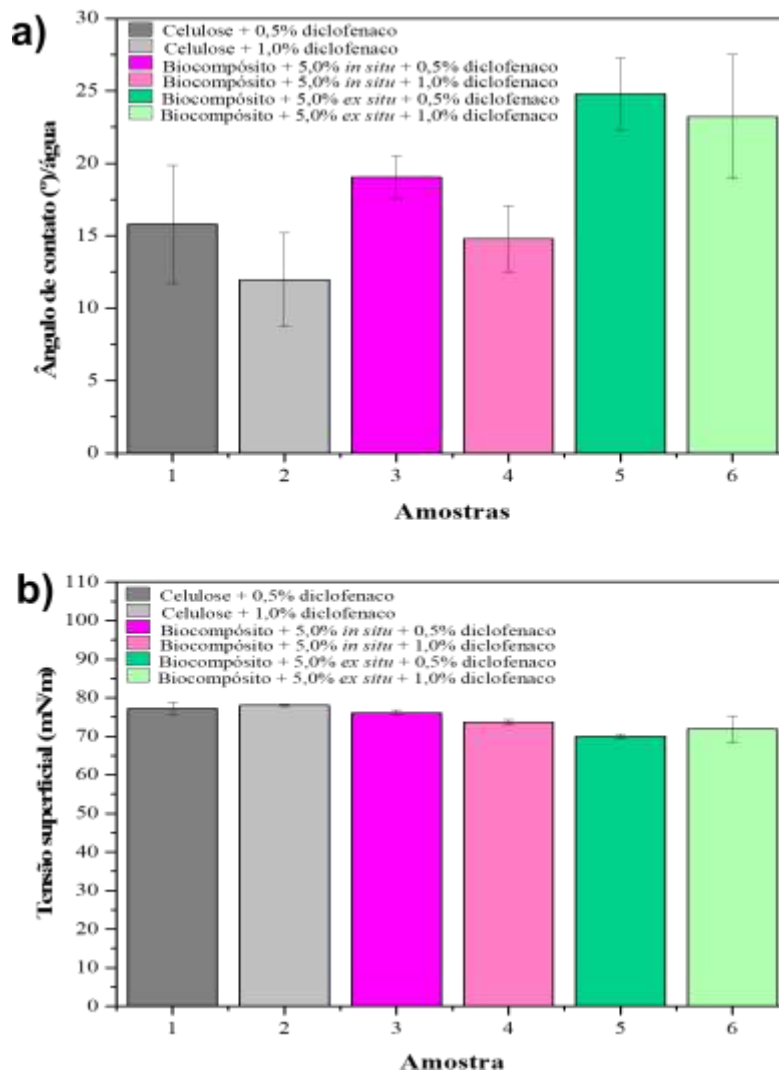 a)
30
25
20
15
10
5
0
Celulose + 0,5% diclofenaco
Celulose + 1,0% diclofenaco
Biocompósito + 5,0% in situ + 0,5% diclofenaco
Biocompósito + 5,0% in situ + 1,0% diclofenaco
Biocompósito + 5,0% ex situ + 0,5% diclofenaco
Biocompósito + 5,0% ex situ + 1,0% diclofenaco
Ângulo de contato (º)/água
1 2 3 4 5 6
Amostras
b)
110
100
90
80
70
60
50
40
30
20
10
0
Celulose + 0,5% diclofenaco
Celulose + 1,0% diclofenaco
Biocompósito + 5,0% in situ + 0,5% diclofenaco
Biocompósito + 5,0% in situ + 1,0% diclofenaco
Biocompósito + 5,0% ex situ + 0,5% diclofenaco
Biocompósito + 5,0% ex situ + 1,0% diclofenaco
Tensão superficial (mN/m)
1 2 3 4 5 6
Amostra